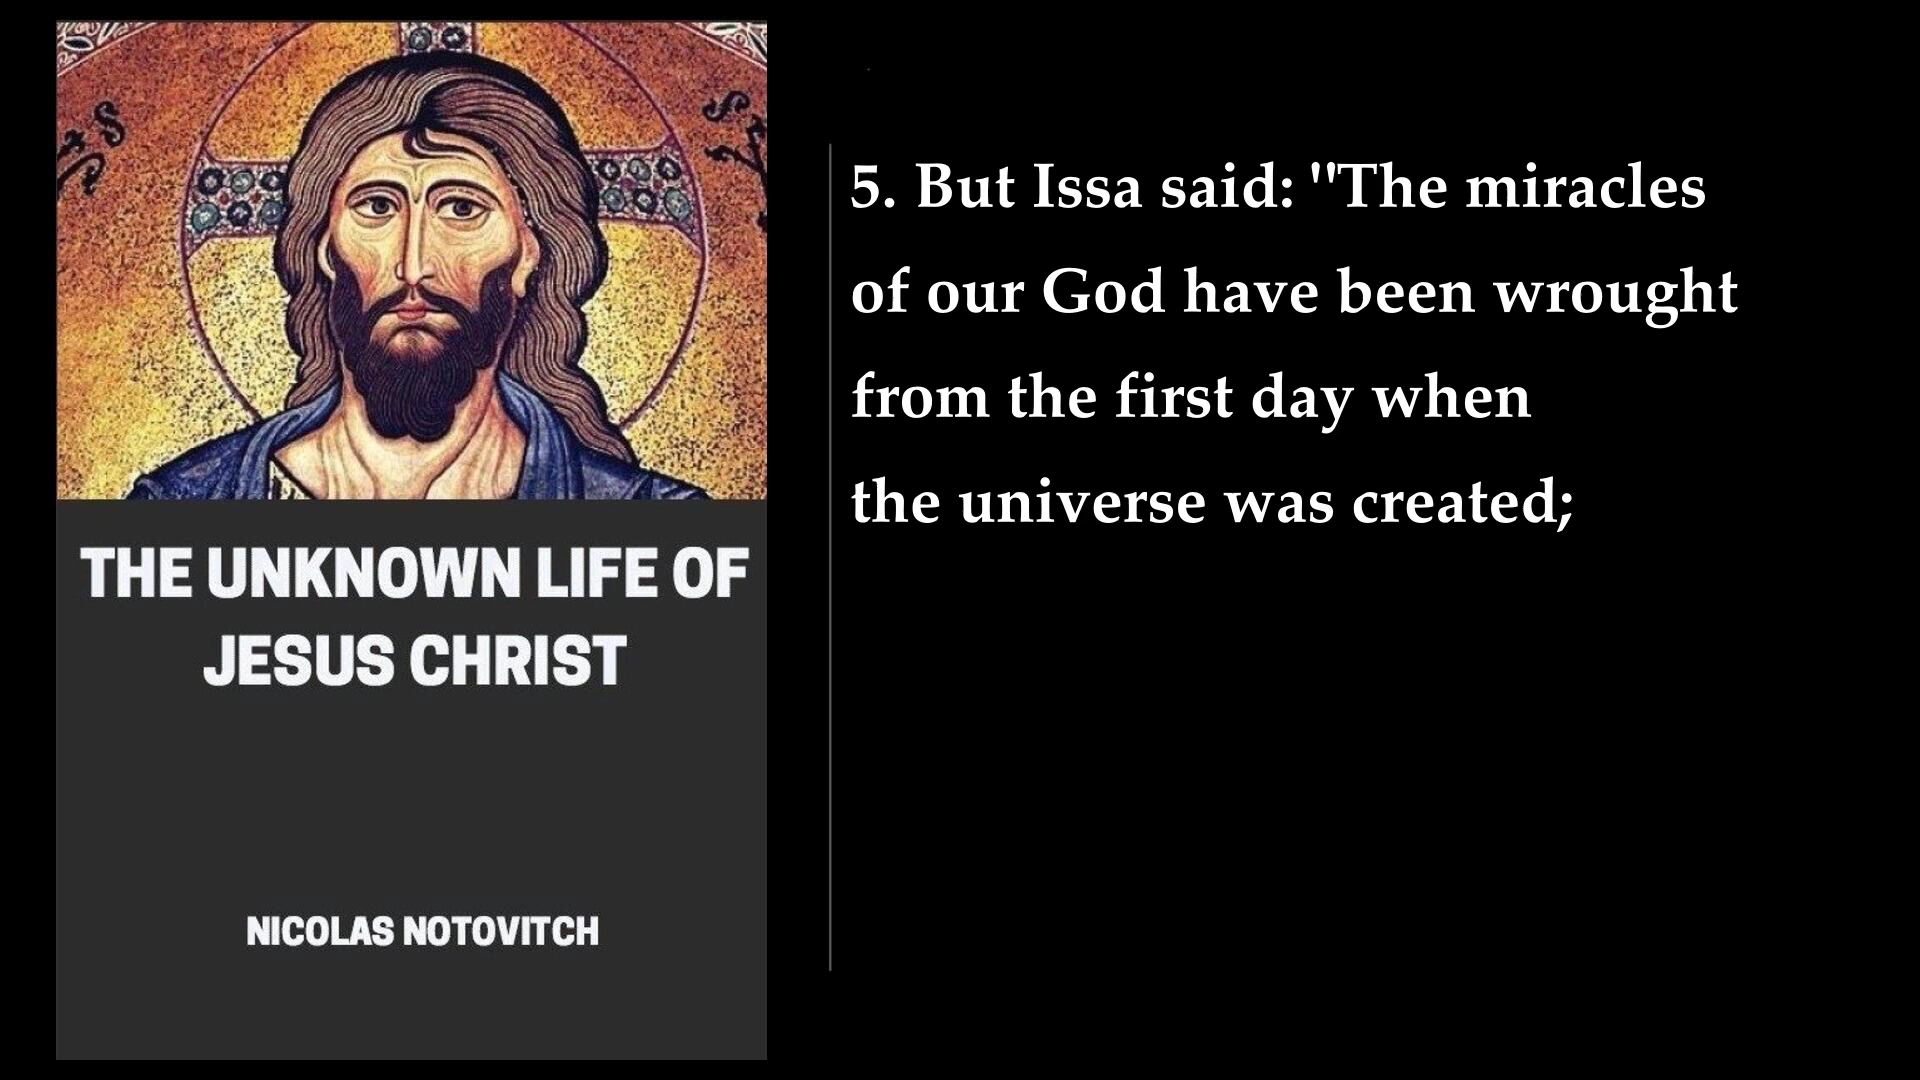 THE UNKNOWN LIFE OF
JESUS CHRIST
NICOLAS NOTOVITCH
5. But Issa said: "The miracles
of our God have been wrought
from the first day when
the universe was created;